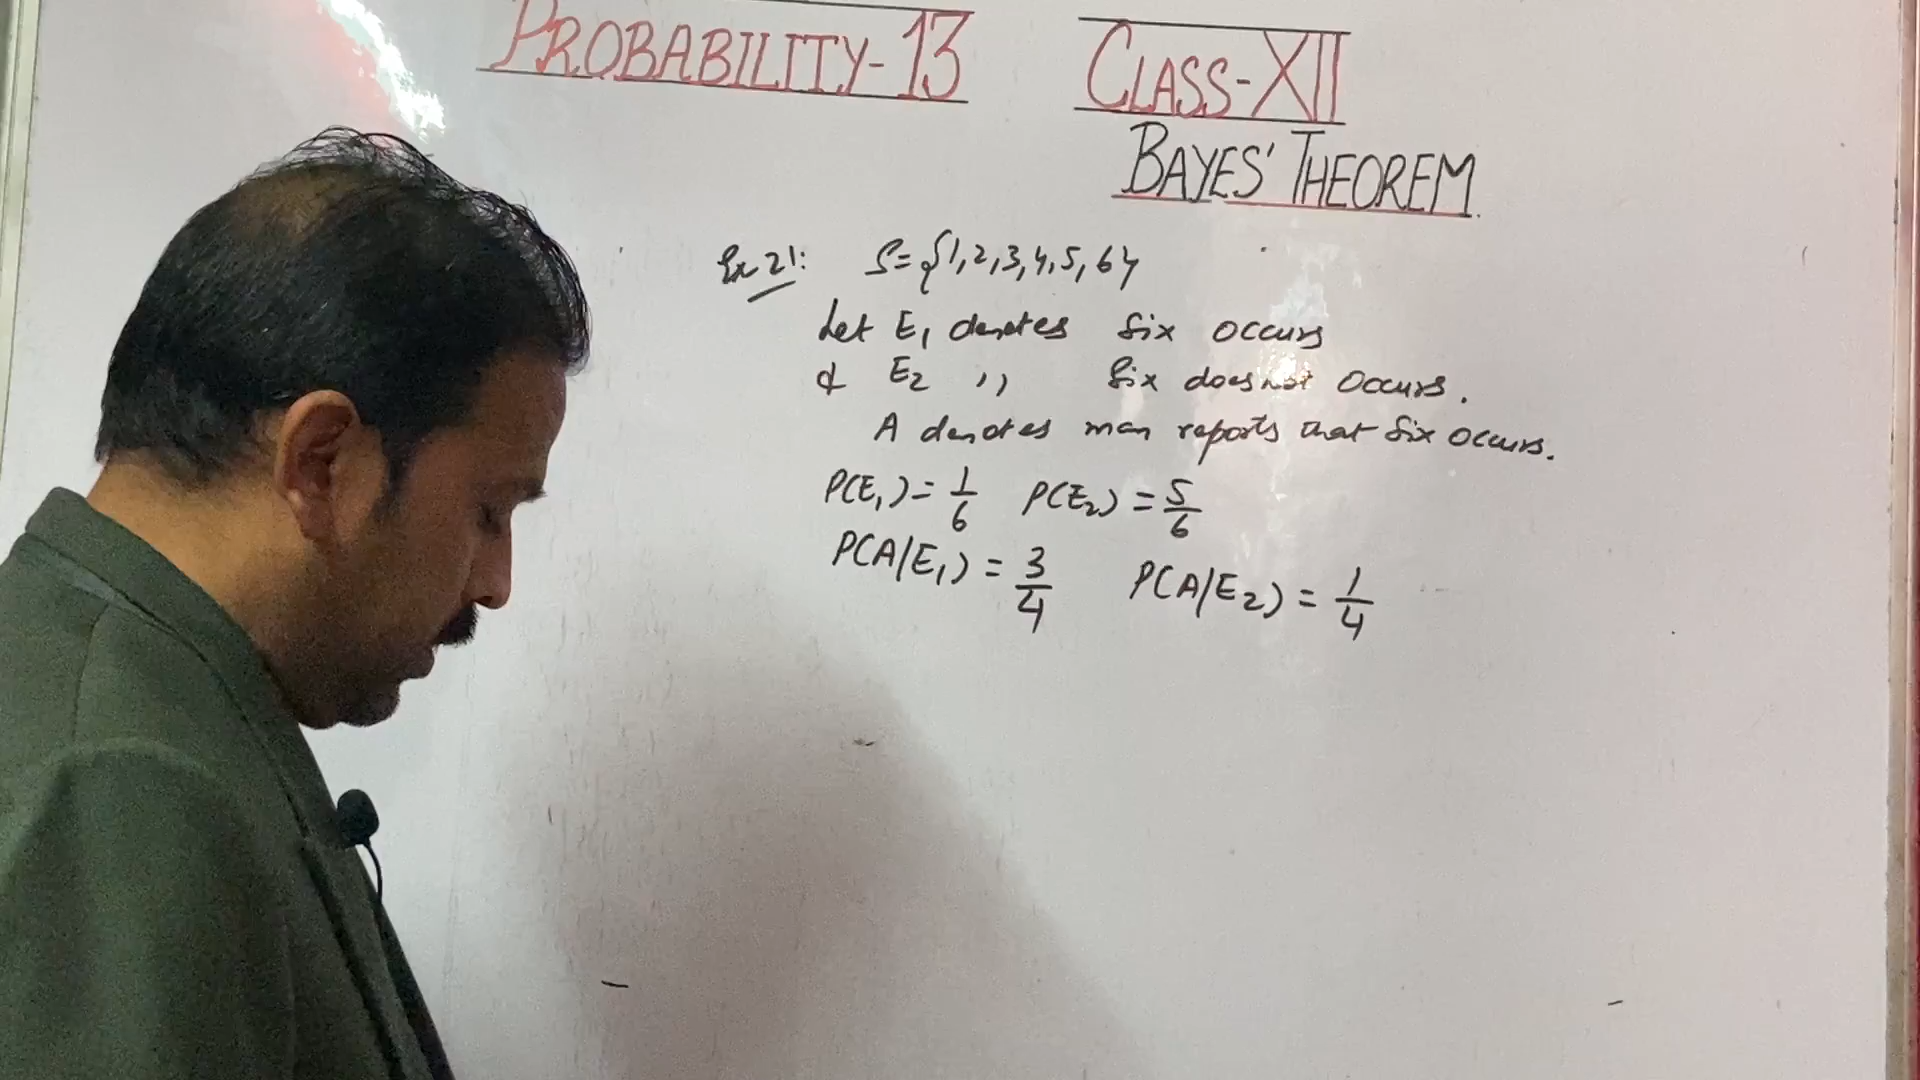 PROBABILITY-13 CLASS-XII
BAYES' THEOREM.
Ex 21: S={1,2,3,4,5,6}
Let E₁ denotes Six occurs
& E₂ ,, Six does not occurs.
A denotes man reports that Six occurs.
P(E₁)=1/6 P(E₂)=5/6
P(A/E₁)=3/4 P(A/E₂)=1/4